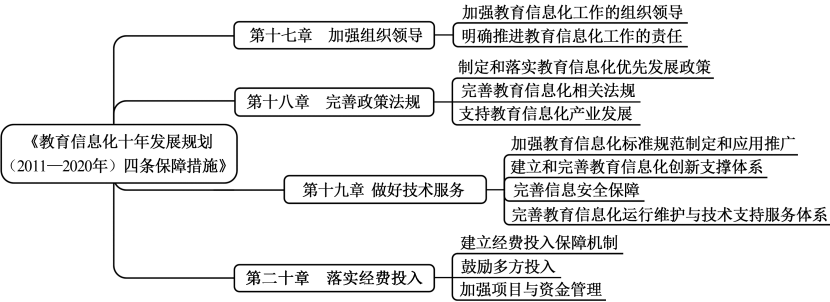 《教育信息化十年发展规划
（2011—2020年）四条保障措施》
第十七章 加强组织领导
加强教育信息化工作的组织领导
明确推进教育信息化工作的责任
第十八章 完善政策法规
制定和落实教育信息化优先发展政策
完善教育信息化相关法规
支持教育信息化产业发展
第十九章 做好技术服务
加强教育信息化标准规范制定和应用推广
建立和完善教育信息化创新支撑体系
完善信息安全保障
完善教育信息化运行维护与技术支持服务体系
第二十章 落实经费投入
建立经费投入保障机制
鼓励多方投入
加强项目与资金管理